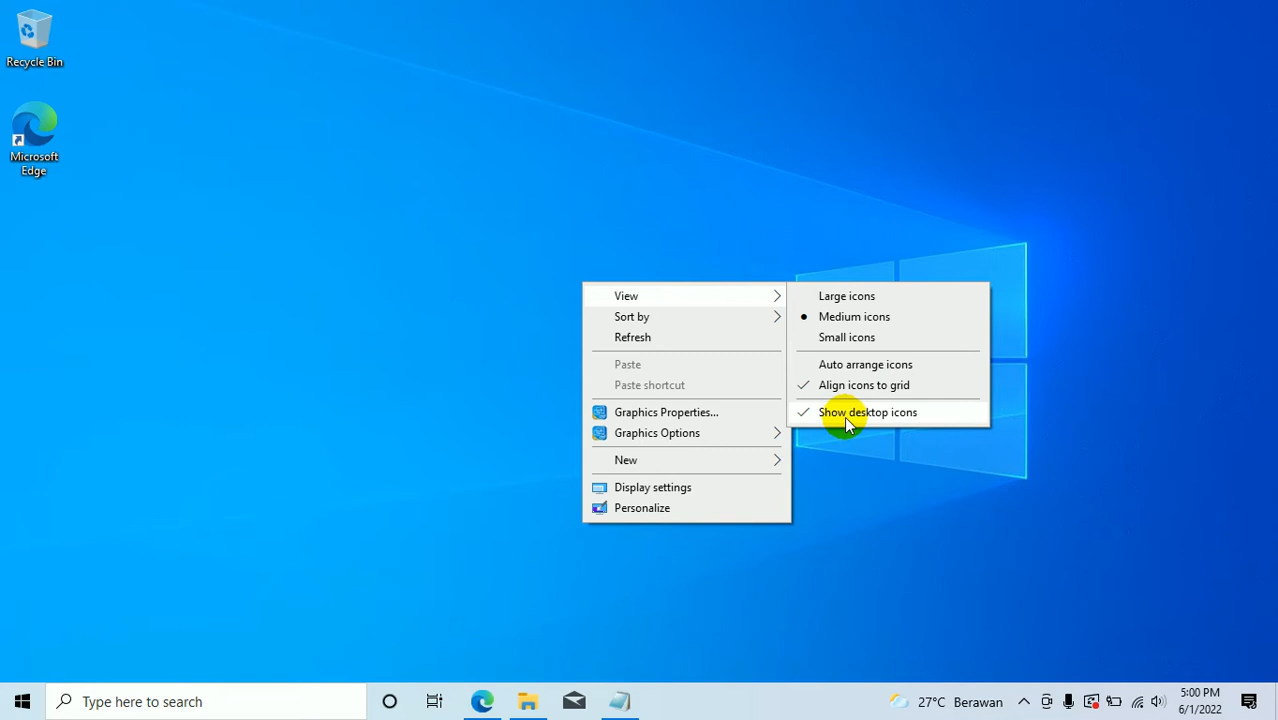 Recycle Bin
Microsoft
Edge
View
Sort by
Refresh
Paste
Paste shortcut
Graphics Properties...
Graphics Options
New
Display settings
Personalize
Large icons
Medium icons
Small icons
Auto arrange icons
Align icons to grid
Show desktop icons
Type here to search
27°C Berawan
5:00 PM
6/1/2022